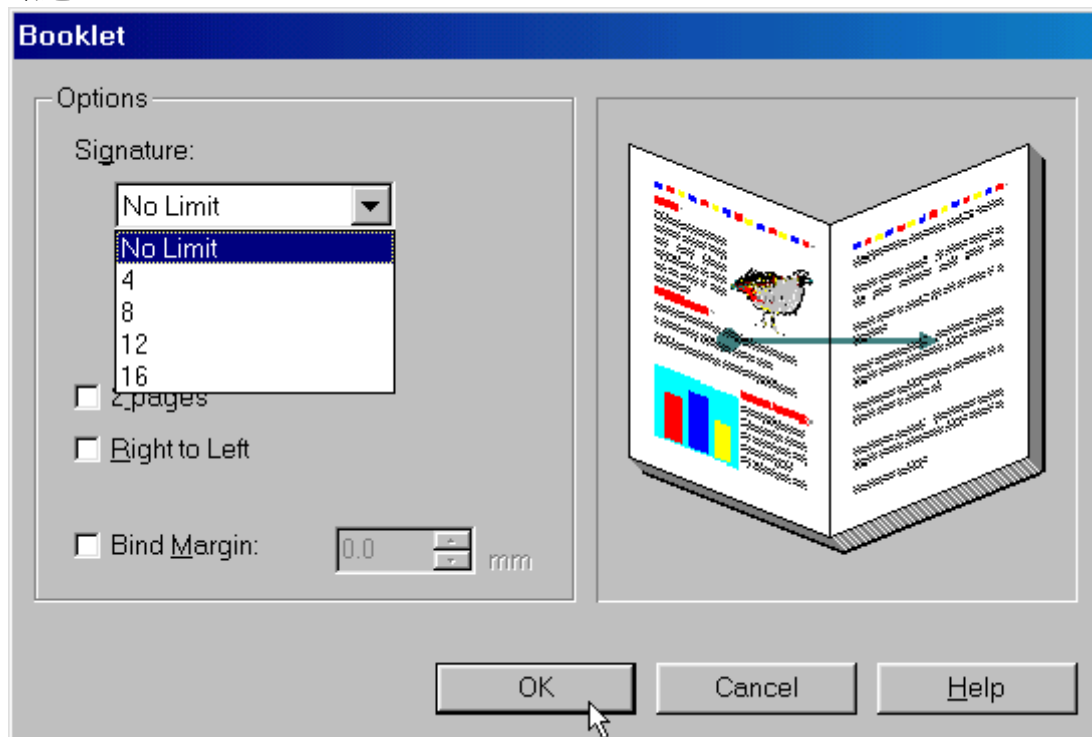 Booklet
Options
Signature:
No Limit
No Limit
4
8
12
16
2 pages
Right to Left
Bind Margin:
0.0
mm
OK
Cancel
Help